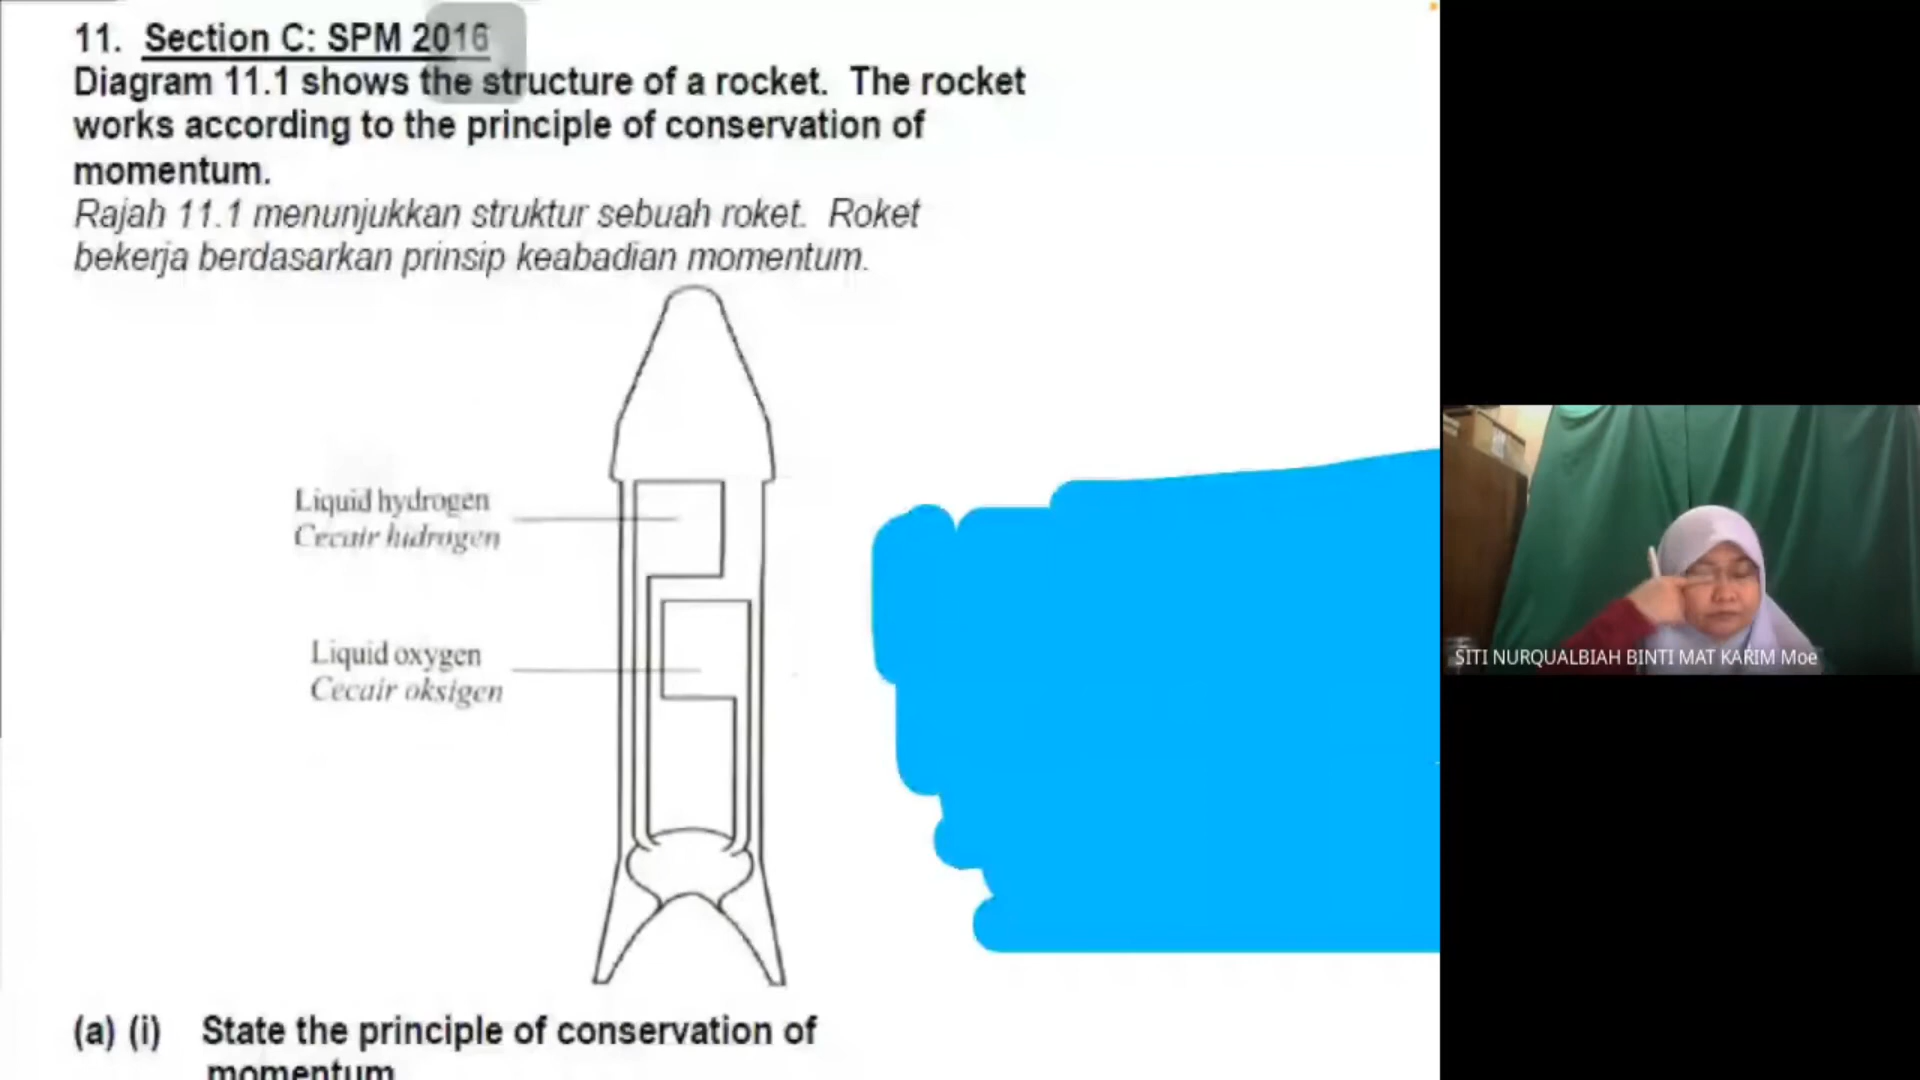 11. Section C: SPM 2016
Diagram 11.1 shows the structure of a rocket. The rocket
works according to the principle of conservation of
momentum.
Rajah 11.1 menunjukkan struktur sebuah roket. Roket
bekerja berdasarkan prinsip keabadian momentum.
Liquid hydrogen
Cecair hidrogen
Liquid oxygen
Cecair oksigen
SITI NURQUALBIAH BINTI MAT KARIM Moe
(a) (i) State the principle of conservation of
momentum